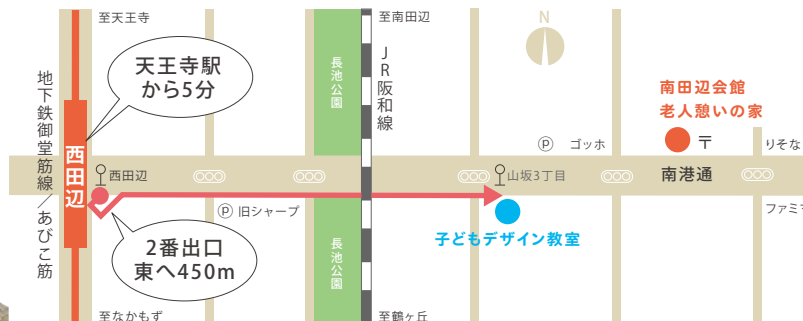 至天王寺
至南田辺
N
天王寺駅
から5分
長池公園
JR阪和線
地下鉄御堂筋線／あびこ筋
南田辺会館
老人憩いの家
P
ゴッホ
〒
りそな
西田辺
西田辺
山坂3丁目
南港通
P
旧シャープ
ファミマ
子どもデザイン教室
2番出口
東へ450m
長池公園
至なかもず
至鶴ヶ丘